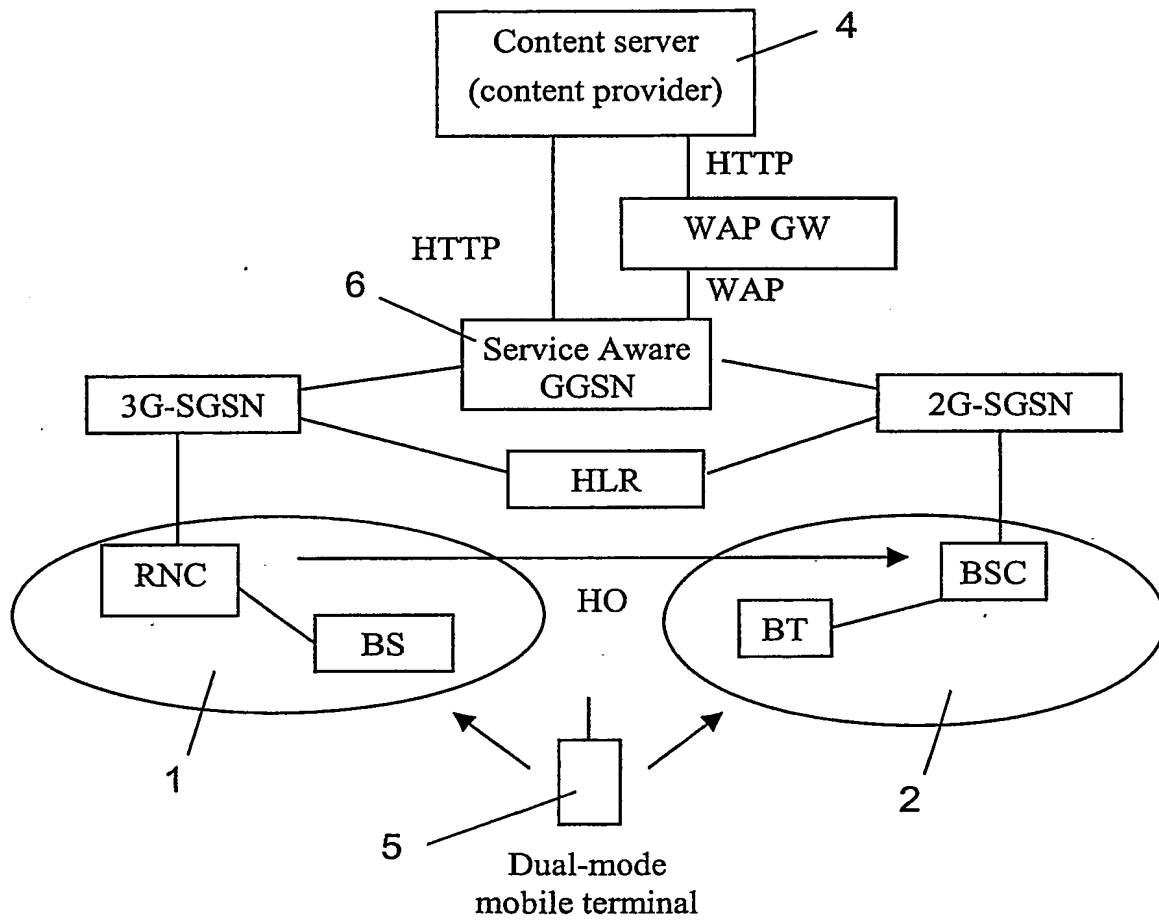 Content server
(content provider)
4
HTTP
WAP GW
HTTP
WAP
6
Service Aware
GGSN
3G-SGSN
2G-SGSN
HLR
RNC
BSC
HO
BS
BT
1
2
5
Dual-mode
mobile terminal